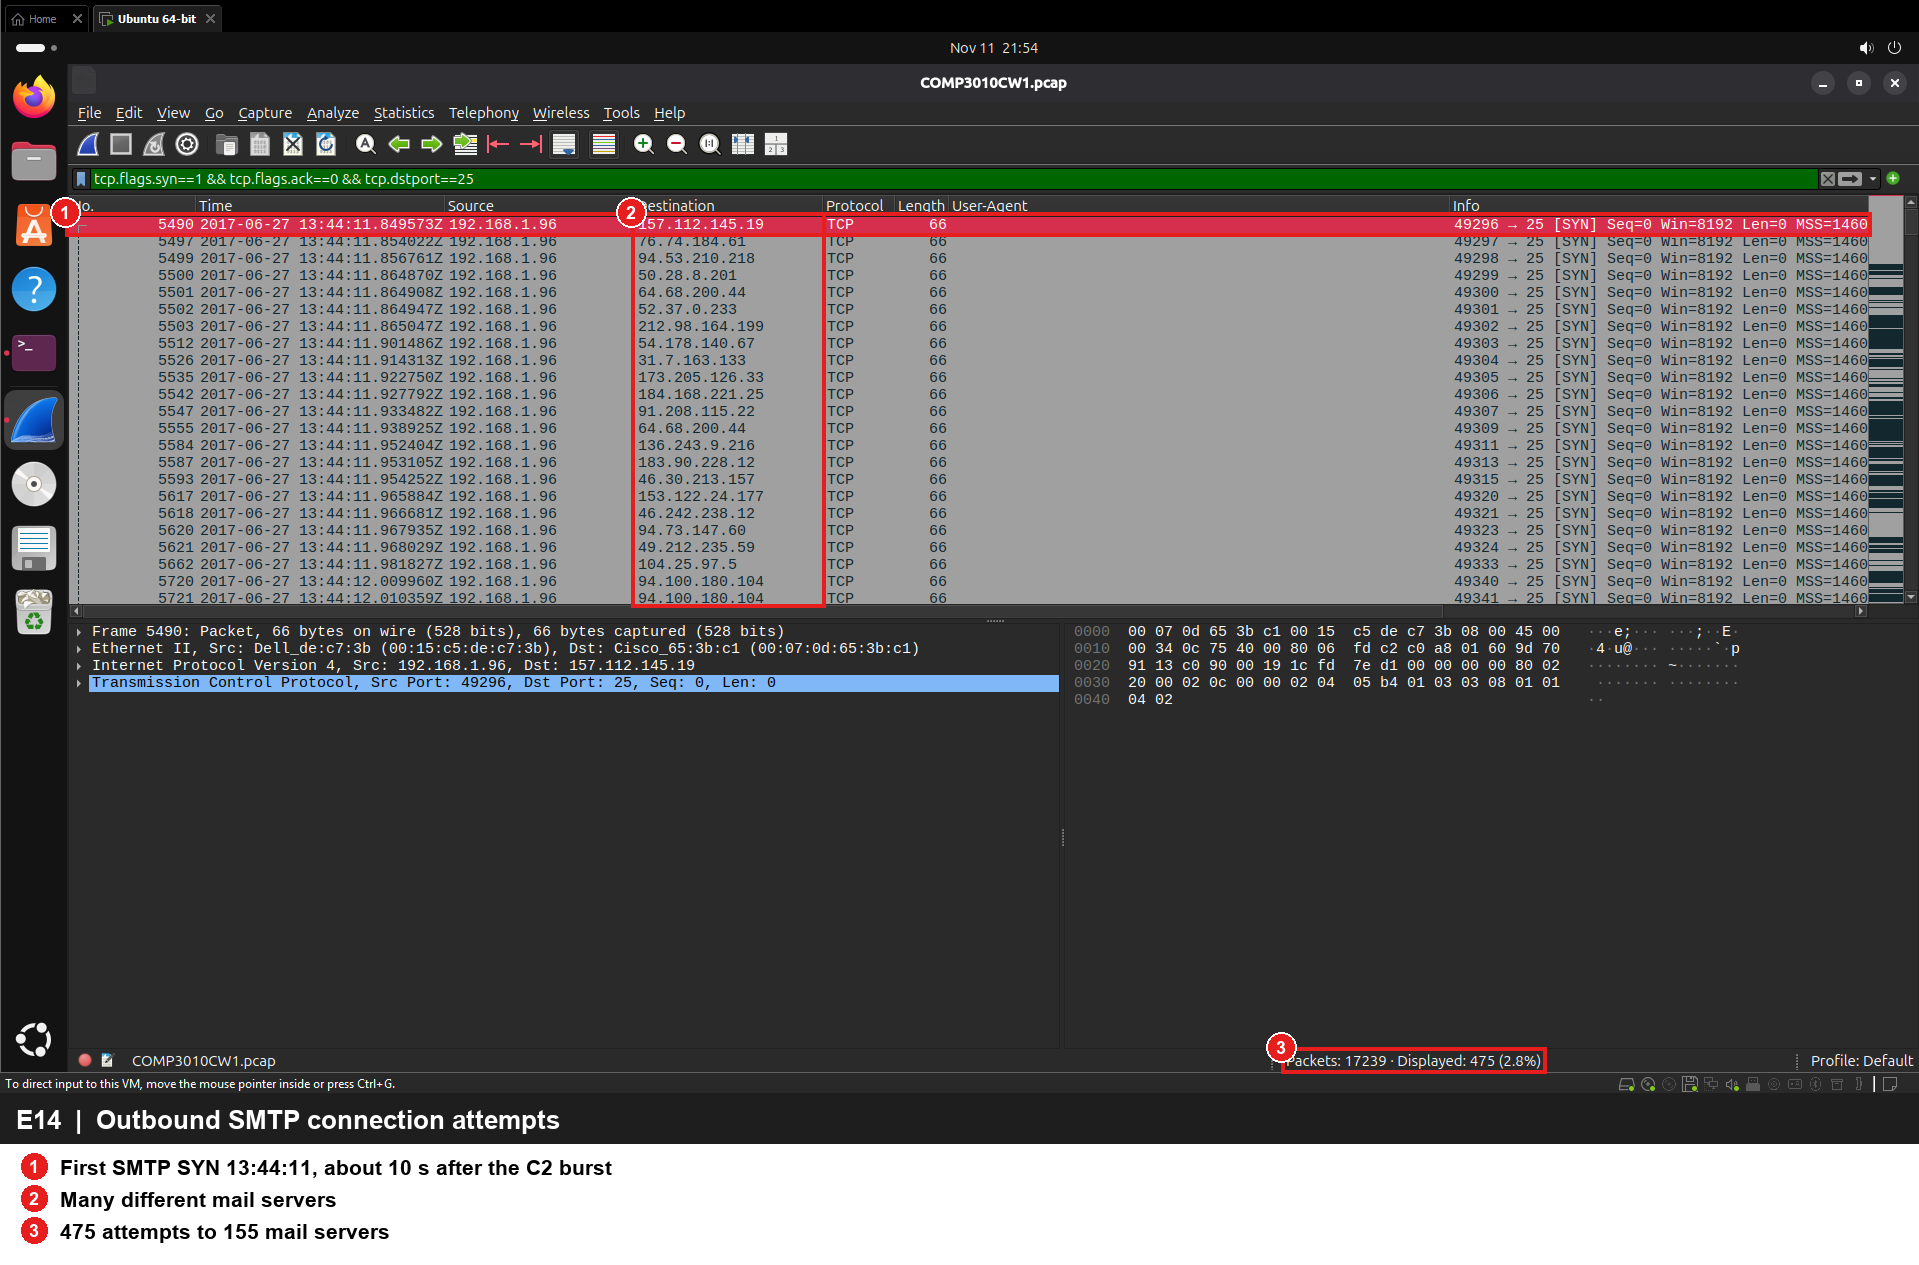 Home
Ubuntu 64-bit
Nov 11 21:54
COMP3010CW1.pcap
File Edit View Go Capture Analyze Statistics Telephony Wireless Tools Help
tcp.flags.syn==1 && tcp.flags.ack==0 && tcp.dstport==25
1 o. Time Source 2 estination Protocol Length User-Agent Info
5490 2017-06-27 13:44:11.849573Z 192.168.1.96 157.112.145.19 TCP 66 49296 → 25 [SYN] Seq=0 Win=8192 Len=0 MSS=1460
5497 2017-06-27 13:44:11.854022Z 192.168.1.96 76.74.184.61 TCP 66 49297 → 25 [SYN] Seq=0 Win=8192 Len=0 MSS=1460
5499 2017-06-27 13:44:11.856761Z 192.168.1.96 94.53.210.218 TCP 66 49298 → 25 [SYN] Seq=0 Win=8192 Len=0 MSS=1460
5500 2017-06-27 13:44:11.864870Z 192.168.1.96 50.28.8.201 TCP 66 49299 → 25 [SYN] Seq=0 Win=8192 Len=0 MSS=1460
5501 2017-06-27 13:44:11.864908Z 192.168.1.96 64.68.200.44 TCP 66 49300 → 25 [SYN] Seq=0 Win=8192 Len=0 MSS=1460
5502 2017-06-27 13:44:11.864947Z 192.168.1.96 52.37.0.233 TCP 66 49301 → 25 [SYN] Seq=0 Win=8192 Len=0 MSS=1460
5503 2017-06-27 13:44:11.865047Z 192.168.1.96 212.98.164.199 TCP 66 49302 → 25 [SYN] Seq=0 Win=8192 Len=0 MSS=1460
5512 2017-06-27 13:44:11.901486Z 192.168.1.96 54.178.140.67 TCP 66 49303 → 25 [SYN] Seq=0 Win=8192 Len=0 MSS=1460
5526 2017-06-27 13:44:11.914313Z 192.168.1.96 31.7.163.133 TCP 66 49304 → 25 [SYN] Seq=0 Win=8192 Len=0 MSS=1460
5535 2017-06-27 13:44:11.922750Z 192.168.1.96 173.205.126.33 TCP 66 49305 → 25 [SYN] Seq=0 Win=8192 Len=0 MSS=1460
5542 2017-06-27 13:44:11.927792Z 192.168.1.96 184.168.221.25 TCP 66 49306 → 25 [SYN] Seq=0 Win=8192 Len=0 MSS=1460
5547 2017-06-27 13:44:11.933482Z 192.168.1.96 91.208.115.22 TCP 66 49307 → 25 [SYN] Seq=0 Win=8192 Len=0 MSS=1460
5555 2017-06-27 13:44:11.938925Z 192.168.1.96 64.68.200.44 TCP 66 49309 → 25 [SYN] Seq=0 Win=8192 Len=0 MSS=1460
5584 2017-06-27 13:44:11.952404Z 192.168.1.96 136.243.9.216 TCP 66 49311 → 25 [SYN] Seq=0 Win=8192 Len=0 MSS=1460
5587 2017-06-27 13:44:11.953105Z 192.168.1.96 183.90.228.12 TCP 66 49313 → 25 [SYN] Seq=0 Win=8192 Len=0 MSS=1460
5593 2017-06-27 13:44:11.954252Z 192.168.1.96 46.30.213.157 TCP 66 49315 → 25 [SYN] Seq=0 Win=8192 Len=0 MSS=1460
5617 2017-06-27 13:44:11.965884Z 192.168.1.96 153.122.24.177 TCP 66 49320 → 25 [SYN] Seq=0 Win=8192 Len=0 MSS=1460
5618 2017-06-27 13:44:11.966681Z 192.168.1.96 46.242.238.12 TCP 66 49321 → 25 [SYN] Seq=0 Win=8192 Len=0 MSS=1460
5620 2017-06-27 13:44:11.967935Z 192.168.1.96 94.73.147.60 TCP 66 49323 → 25 [SYN] Seq=0 Win=8192 Len=0 MSS=1460
5621 2017-06-27 13:44:11.968029Z 192.168.1.96 49.212.235.59 TCP 66 49324 → 25 [SYN] Seq=0 Win=8192 Len=0 MSS=1460
5662 2017-06-27 13:44:11.981827Z 192.168.1.96 104.25.97.5 TCP 66 49333 → 25 [SYN] Seq=0 Win=8192 Len=0 MSS=1460
5720 2017-06-27 13:44:12.009960Z 192.168.1.96 94.100.180.104 TCP 66 49340 → 25 [SYN] Seq=0 Win=8192 Len=0 MSS=1460
5721 2017-06-27 13:44:12.010359Z 192.168.1.96 94.100.180.104 TCP 66 49341 → 25 [SYN] Seq=0 Win=8192 Len=0 MSS=1460
Frame 5490: Packet, 66 bytes on wire (528 bits), 66 bytes captured (528 bits)
Ethernet II, Src: Dell_de:c7:3b (00:15:c5:de:c7:3b), Dst: Cisco_65:3b:c1 (00:07:0d:65:3b:c1)
Internet Protocol Version 4, Src: 192.168.1.96, Dst: 157.112.145.19
Transmission Control Protocol, Src Port: 49296, Dst Port: 25, Seq: 0, Len: 0
0000 00 07 0d 65 3b c1 00 15 c5 de c7 3b 08 00 45 00 ···e;··· ···;··E·
0010 00 34 0c 75 40 00 80 06 fd c2 c0 a8 01 60 9d 70 ·4·u@··· ·····`·p
0020 91 13 c0 90 00 19 1c fd 7e d1 00 00 00 00 80 02 ········ ~·······
0030 20 00 02 0c 00 00 02 04 05 b4 01 03 03 08 01 01 ······· ········
0040 04 02 ··
COMP3010CW1.pcap
3 ackets: 17239 · Displayed: 475 (2.8%)
Profile: Default
To direct input to this VM, move the mouse pointer inside or press Ctrl+G.
E14 | Outbound SMTP connection attempts
1 First SMTP SYN 13:44:11, about 10 s after the C2 burst
2 Many different mail servers
3 475 attempts to 155 mail servers